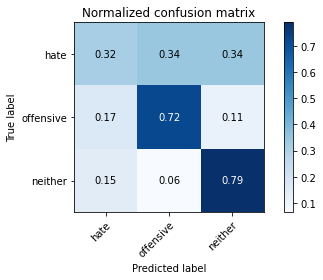 Normalized confusion matrix
True label
hate 0.32 0.34 0.34
offensive 0.17 0.72 0.11
neither 0.15 0.06 0.79
hate offensive neither
Predicted label
0.7
0.6
0.5
0.4
0.3
0.2
0.1